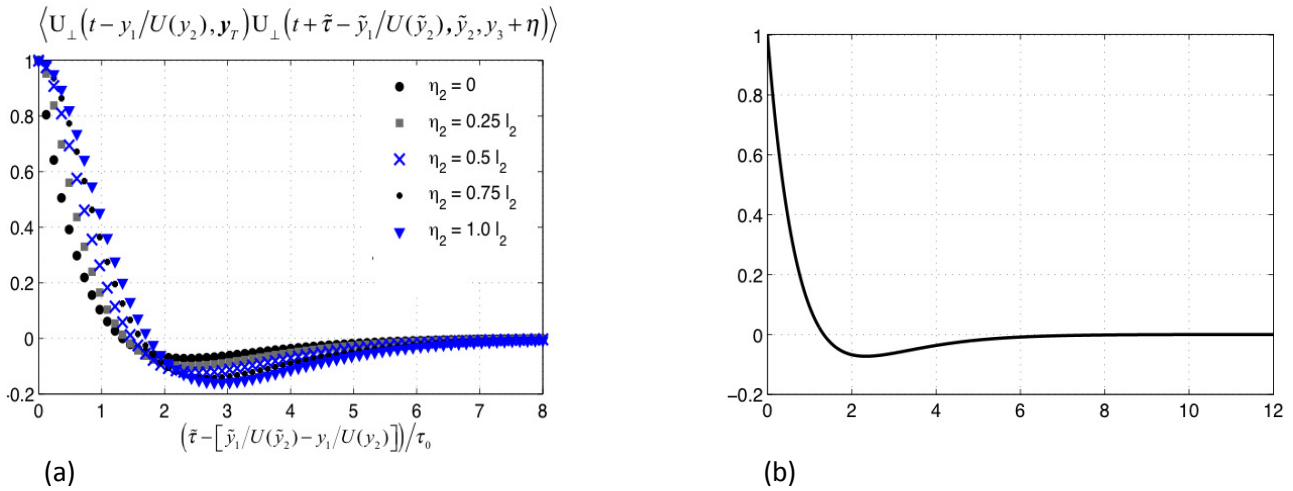 ⟨U⊥(t − y₁/U(y₂), y_T)U⊥(t + τ̃ − ỹ₁/U(ỹ₂), ỹ₂, y₃ + η)⟩
1
0.8
0.6
0.4
0.2
0
-0.2
0 1 2 3 4 5 6 7 8
η₂ = 0
η₂ = 0.25 l₂
η₂ = 0.5 l₂
η₂ = 0.75 l₂
η₂ = 1.0 l₂
(τ̃ − [ỹ₁/U(ỹ₂) − y₁/U(y₂)])/τ₀
(a)
1
0.8
0.6
0.4
0.2
0
−0.2
0 2 4 6 8 10 12
(b)